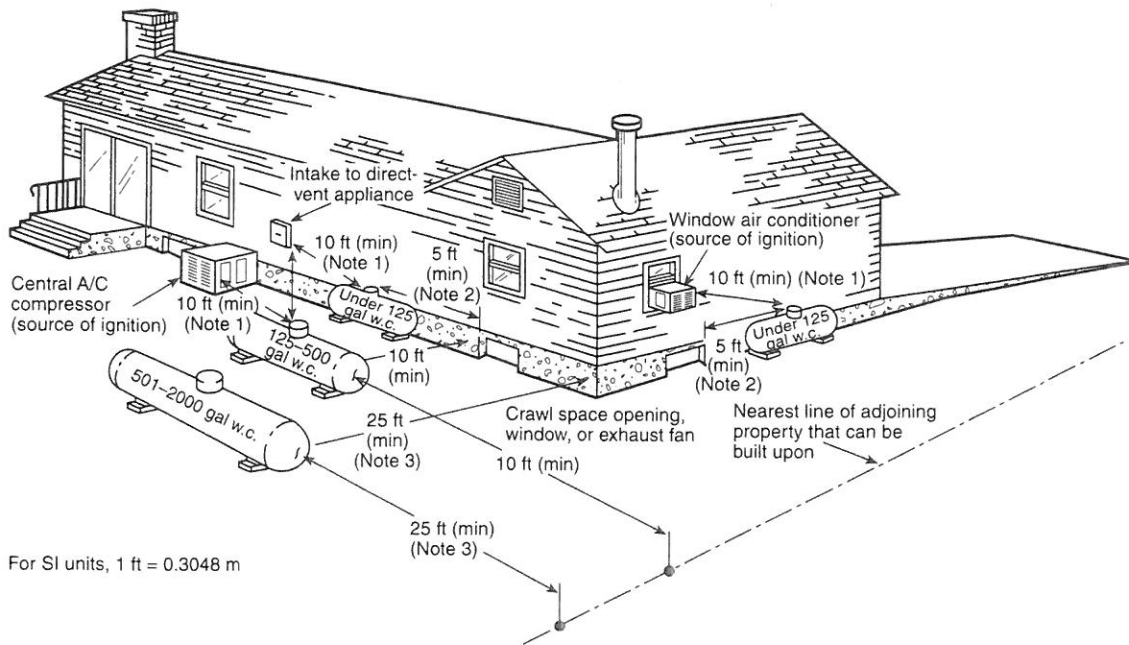 Intake to direct-
vent appliance
Window air conditioner
(source of ignition)
10 ft (min)
(Note 1)
5 ft
(min)
(Note 2)
10 ft (min) (Note 1)
Central A/C
compressor
(source of ignition)
10 ft (min)
(Note 1)
Under 125
gal w.c.
Under 125
gal w.c.
125–500
gal w.c.
10 ft
(min)
5 ft
(min)
(Note 2)
501–2000 gal w.c.
25 ft
(min)
(Note 3)
Crawl space opening,
window, or exhaust fan
Nearest line of adjoining
property that can be
built upon
10 ft (min)
25 ft (min)
(Note 3)
For SI units, 1 ft = 0.3048 m